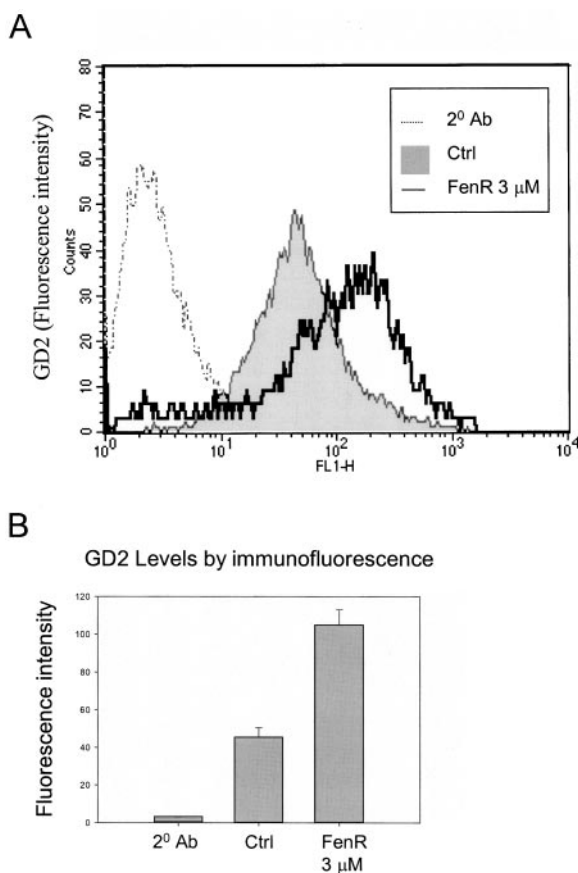 A
GD2 (Fluorescence intensity)
Counts
80
70
60
50
40
30
20
10
0
10⁰
10¹
10²
10³
10⁴
FL1-H
2⁰ Ab
Ctrl
FenR 3 μM
B
GD2 Levels by immunofluorescence
Fluorescence intensity
120
100
80
60
40
20
0
2⁰ Ab
Ctrl
FenR
3 μM